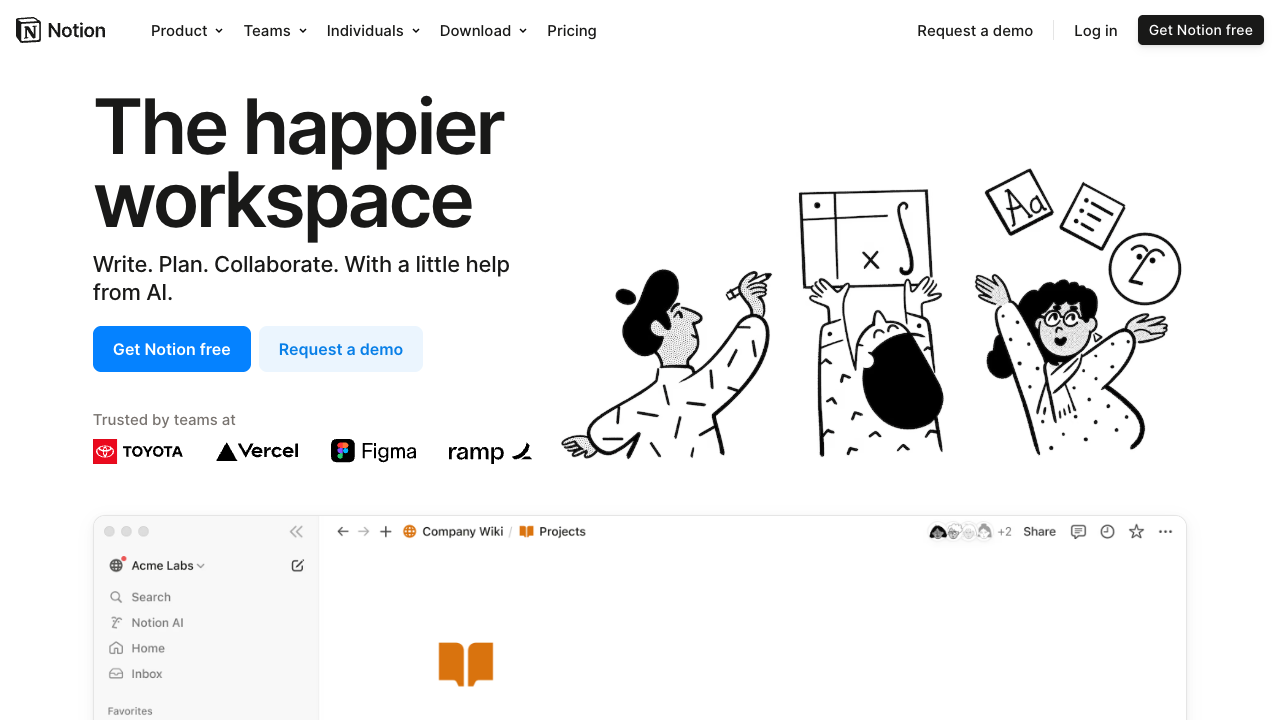 Notion
Product
Teams
Individuals
Download
Pricing
Request a demo
Log in
Get Notion free
The happier
workspace
Write. Plan. Collaborate. With a little help
from AI.
Get Notion free
Request a demo
Trusted by teams at
TOYOTA
Vercel
Figma
ramp
Aa
x ∫
Company Wiki / Projects
+2
Share
Acme Labs
Search
Notion AI
Home
Inbox
Favorites